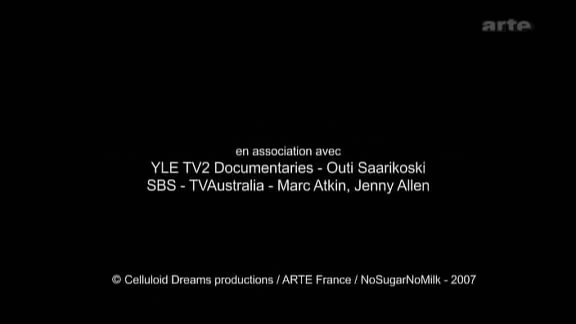 arte
en association avec
YLE TV2 Documentaries - Outi Saarikoski
SBS - TVAustralia - Marc Atkin, Jenny Allen
© Celluloid Dreams productions / ARTE France / NoSugarNoMilk - 2007